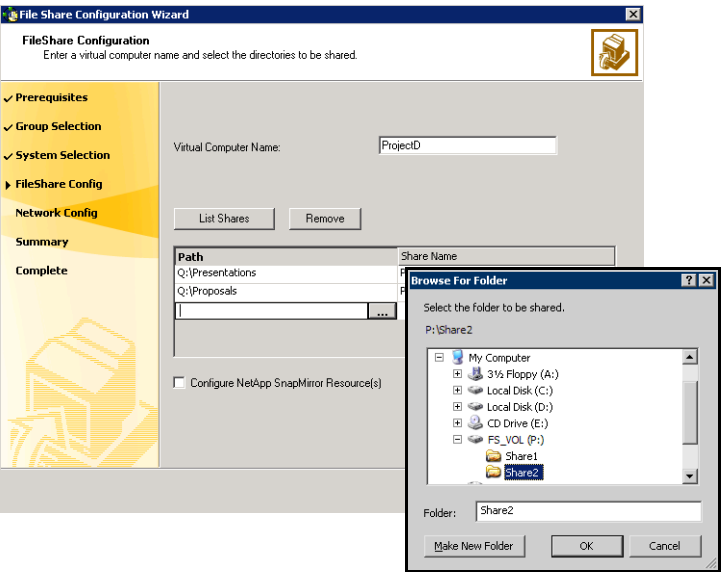 File Share Configuration Wizard
FileShare Configuration
Enter a virtual computer name and select the directories to be shared.
Prerequisites
Group Selection
System Selection
FileShare Config
Network Config
Summary
Complete
Virtual Computer Name:
ProjectD
List Shares
Remove
Path
Share Name
Q:\Presentations
P
Q:\Proposals
P
...
Configure NetApp SnapMirror Resource(s)
Browse For Folder
Select the folder to be shared.
P:\Share2
My Computer
3½ Floppy (A:)
Local Disk (C:)
Local Disk (D:)
CD Drive (E:)
FS_VOL (P:)
Share1
Share2
Folder:
Share2
Make New Folder
OK
Cancel